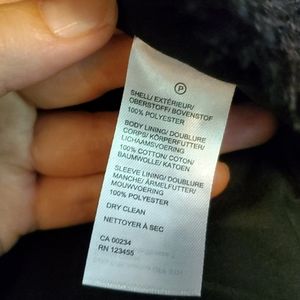 P
SHELL/ EXTÉRIEUR/
OBERSTOFF/ BOVENSTOF
100% POLYESTER
BODY LINING/ DOUBLURE
CORPS/ KÖRPERFUTTER/
LICHAAMSVOERING
100% COTTON/ COTON/
BAUMWOLLE/ KATOEN
SLEEVE LINING/ DOUBLURE
MANCHE/ ÄRMELFUTTER/
MOUWVOERING
100% POLYESTER
DRY CLEAN
NETTOYER À SEC
CA 00234
RN 123455